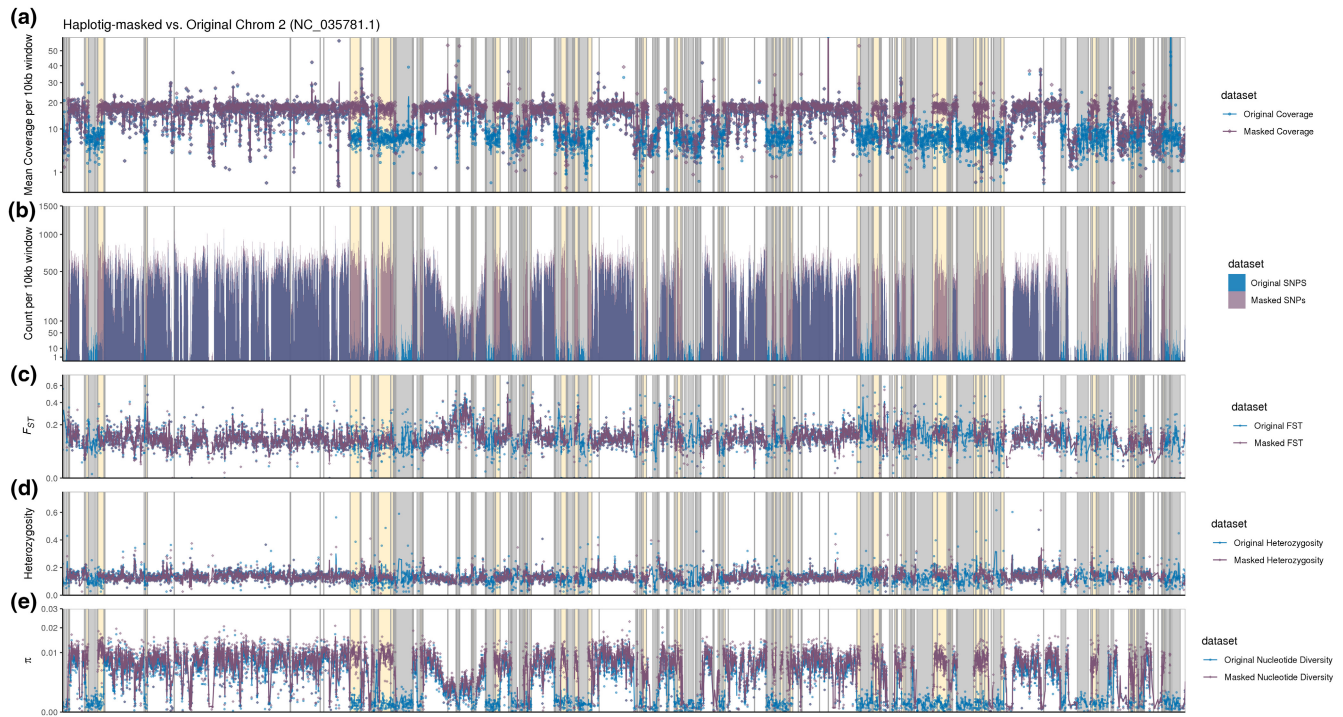 (a)
Haplotig-masked vs. Original Chrom 2 (NC_035781.1)
Mean Coverage per 10kb window
50
40
30
20
10
1
dataset
Original Coverage
Masked Coverage
(b)
Count per 10kb window
1500
1000
500
100
50
10
1
dataset
Original SNPS
Masked SNPs
(c)
FST
0.6
0.4
0.2
0.0
dataset
Original FST
Masked FST
(d)
Heterozygosity
0.6
0.4
0.2
0.0
dataset
Original Heterozygosity
Masked Heterozygosity
(e)
π
0.03
0.02
0.01
0.00
dataset
Original Nucleotide Diversity
Masked Nucleotide Diversity